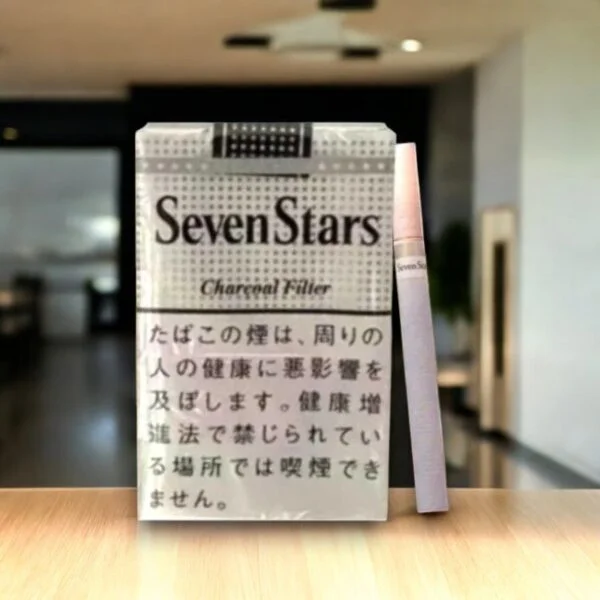 Seven Stars
Charcoal Filter
たばこの煙は、周りの
人の健康に悪影響を
及ぼします。健康増
進法で禁じられてい
る場所では喫煙でき
ません。
Seven Sta